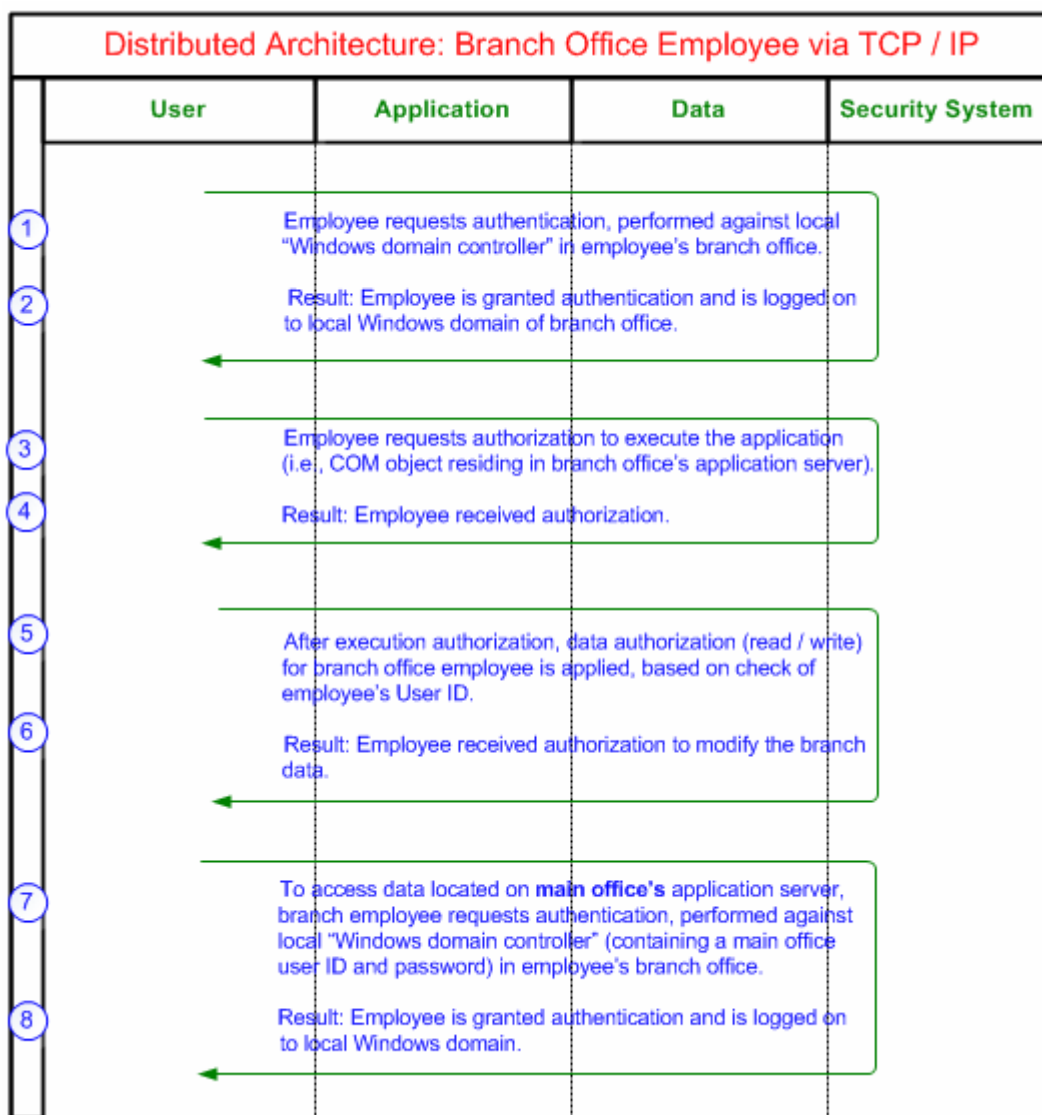 Distributed Architecture: Branch Office Employee via TCP / IP
User
Application
Data
Security System
1
Employee requests authentication, performed against local
“Windows domain controller” in employee’s branch office.
2
Result: Employee is granted authentication and is logged on
to local Windows domain of branch office.
3
Employee requests authorization to execute the application
(i.e., COM object residing in branch office’s application server).
4
Result: Employee received authorization.
5
After execution authorization, data authorization (read / write)
for branch office employee is applied, based on check of
employee’s User ID.
6
Result: Employee received authorization to modify the branch
data.
7
To access data located on main office’s application server,
branch employee requests authentication, performed against
local “Windows domain controller” (containing a main office
user ID and password) in employee’s branch office.
8
Result: Employee is granted authentication and is logged on
to local Windows domain.